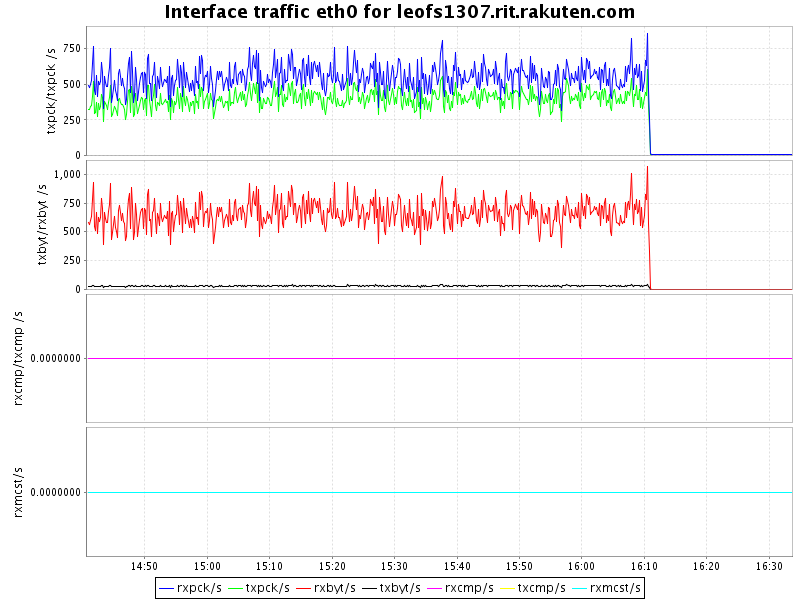 Interface traffic eth0 for leofs1307.rit.rakuten.com
txpck/txpck /s
750
500
250
0
txbyt/rxbyt /s
1,000
750
500
250
0
rxcmp/txcmp /s
0.0000000
rxmcst/s
0.0000000
14:50 15:00 15:10 15:20 15:30 15:40 15:50 16:00 16:10 16:20 16:30
rxpck/s txpck/s rxbyt/s txbyt/s rxcmp/s txcmp/s rxmcst/s